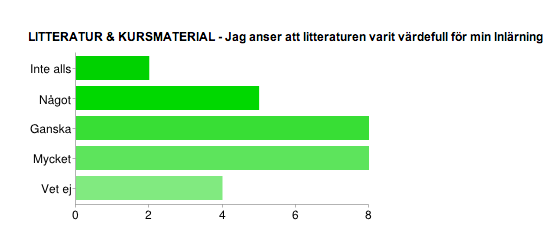 LITTERATUR & KURSMATERIAL - Jag anser att litteraturen varit värdefull för min Inlärning
Inte alls
Något
Ganska
Mycket
Vet ej
0 2 4 6 8